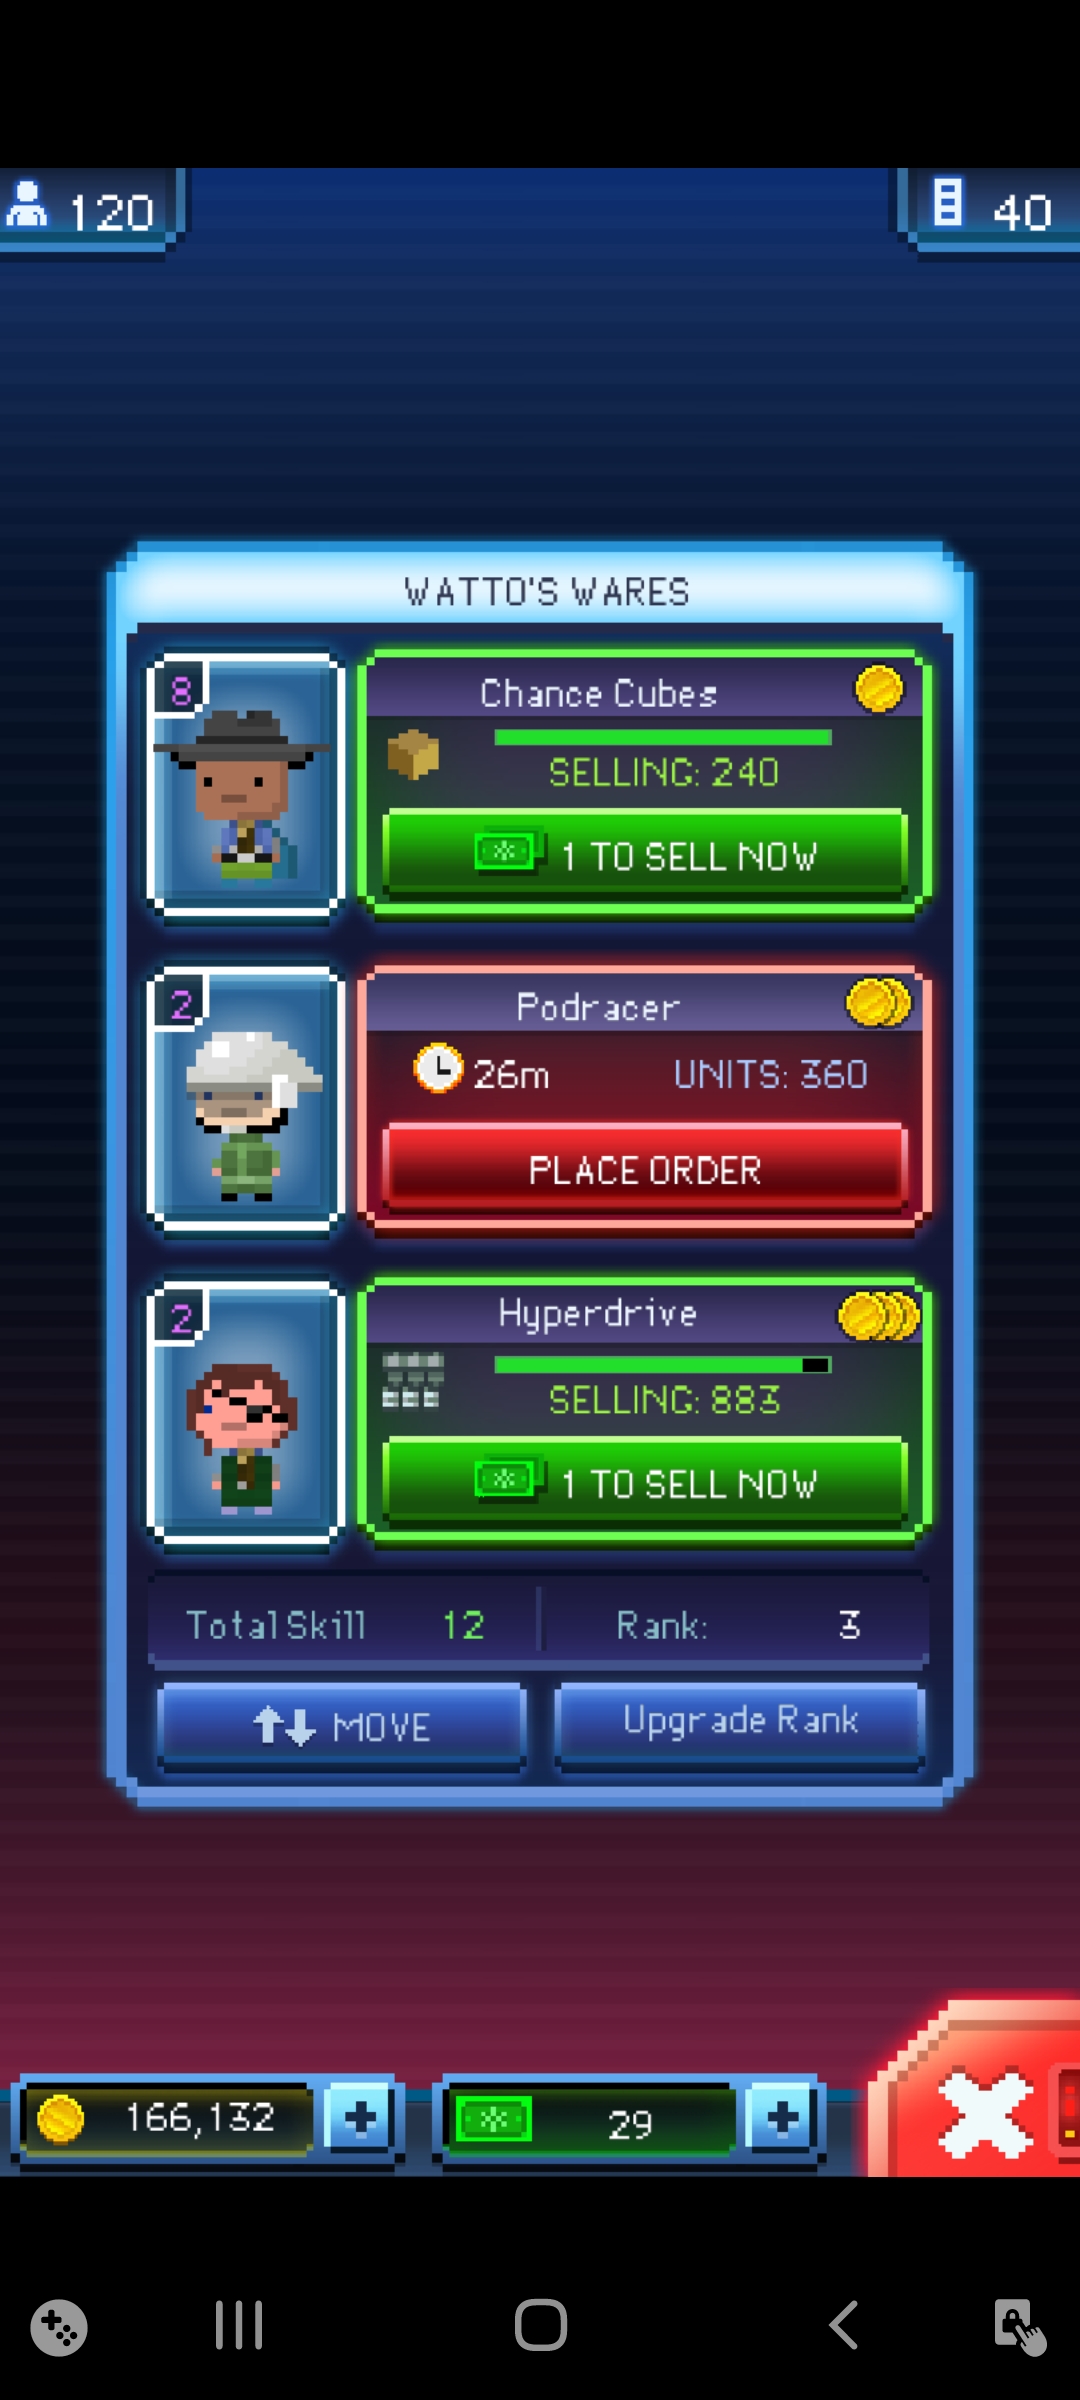 120
40
WATTO'S WARES
8
Chance Cubes
SELLING: 240
1 TO SELL NOW
2
Podracer
26m UNITS: 360
PLACE ORDER
2
Hyperdrive
SELLING: 883
1 TO SELL NOW
Total Skill 12 Rank: 3
MOVE Upgrade Rank
166,132 29